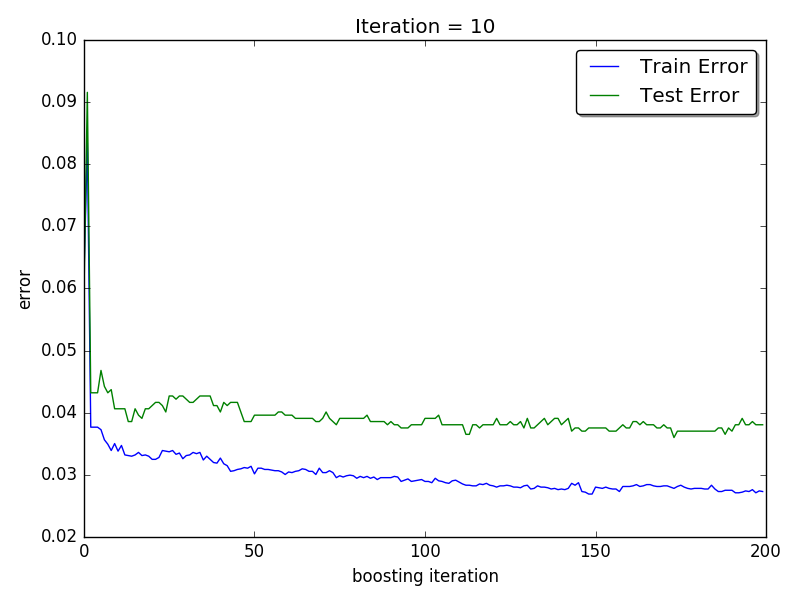 Iteration = 10
Train Error
Test Error
0.10
0.09
0.08
0.07
0.06
0.05
0.04
0.03
0.02
error
0 50 100 150 200
boosting iteration